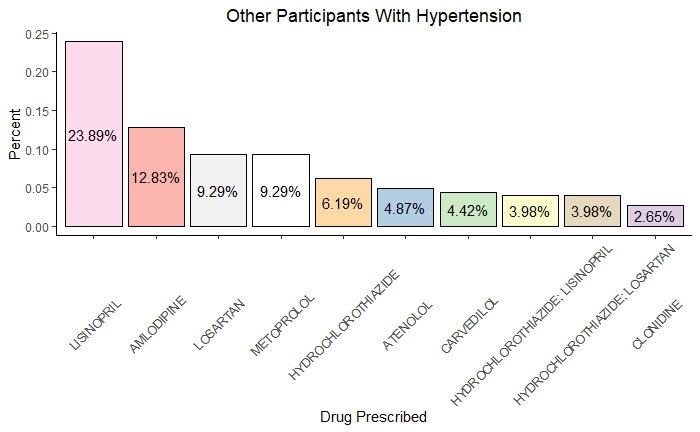 Other Participants With Hypertension
Percent
0.25
0.20
0.15
0.10
0.05
0.00
23.89%
12.83%
9.29%
9.29%
6.19%
4.87%
4.42%
3.98%
3.98%
2.65%
LISINOPRIL
AMLODIPINE
LOSARTAN
METOPROLOL
HYDROCHLOROTHIAZIDE
ATENOLOL
CARVEDILOL
HYDROCHLOROTHIAZIDE; LISINOPRIL
HYDROCHLOROTHIAZIDE; LOSARTAN
CLONIDINE
Drug Prescribed